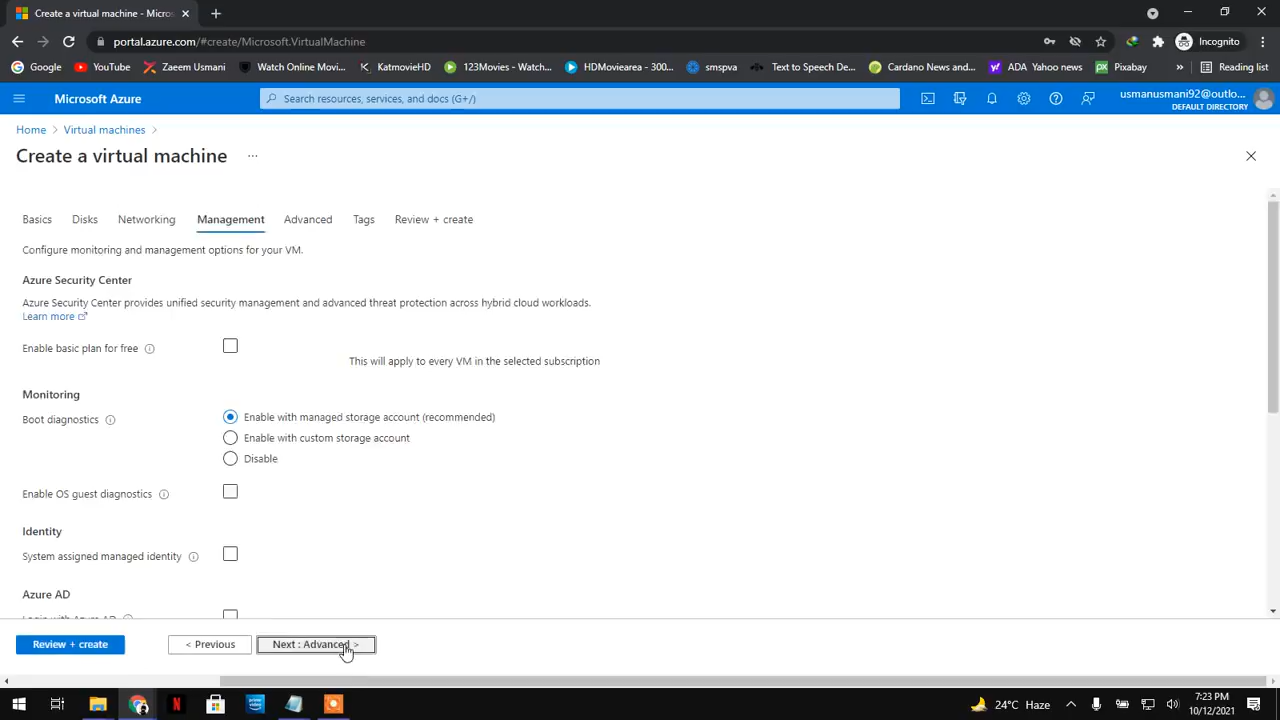 Create a virtual machine - Micros
portal.azure.com/#create/Microsoft.VirtualMachine
Incognito
Google
YouTube
Zaeem Usmani
Watch Online Movi...
KatmovieHD
123Movies - Watch...
HDMoviearea - 300...
smspva
Text to Speech De...
Cardano News and...
ADA Yahoo news
Pixabay
»
Reading list
Microsoft Azure
Search resources, services, and docs (G+/)
usmanusmani92@outlo...
DEFAULT DIRECTORY
Home > Virtual machines >
Create a virtual machine ...
Basics Disks Networking Management Advanced Tags Review + create
Configure monitoring and management options for your VM.
Azure Security Center
Azure Security Center provides unified security management and advanced threat protection across hybrid cloud workloads.
Learn more
Enable basic plan for free
This will apply to every VM in the selected subscription
Monitoring
Boot diagnostics
Enable with managed storage account (recommended)
Enable with custom storage account
Disable
Enable OS guest diagnostics
Identity
System assigned managed identity
Azure AD
Login with Azure AD
Review + create
< Previous
Next : Advanced >
24°C Haze
7:23 PM
10/12/2021